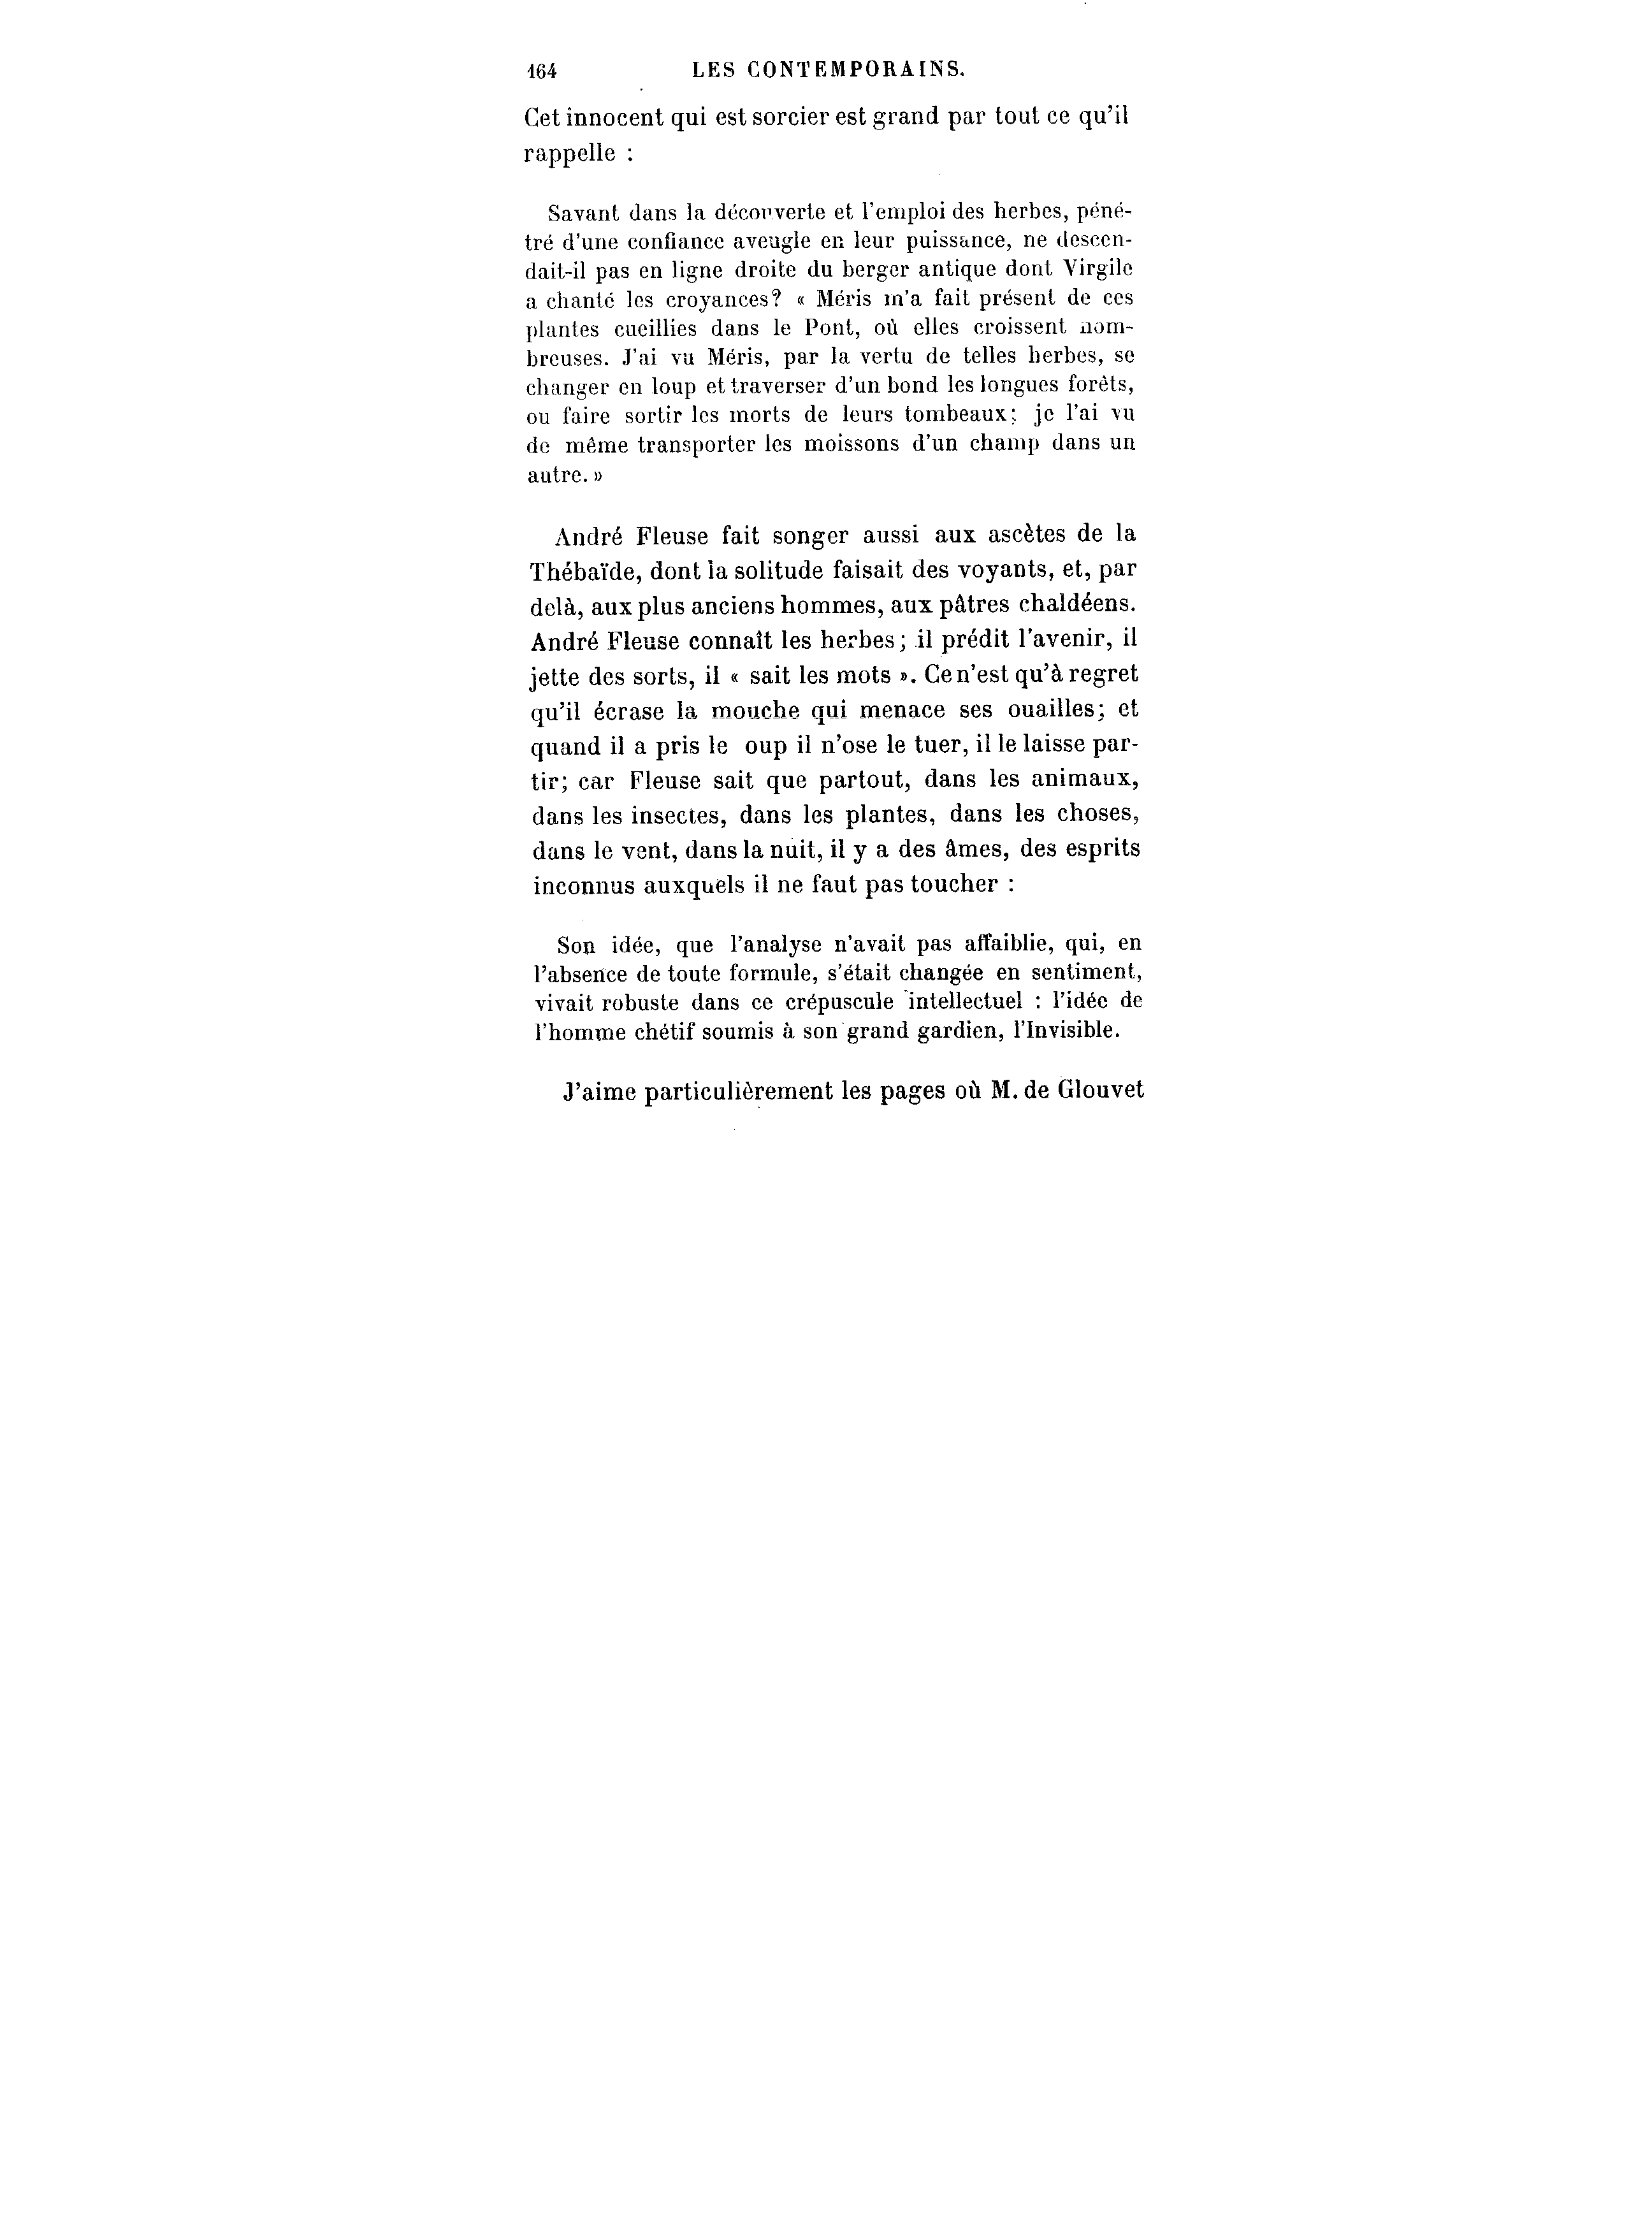 164 LES CONTEMPORAINS.
Cet innocent qui est sorcier est grand par tout ce qu'il
rappelle :
Savant dans la découverte et l'emploi des herbes, péné-
tré d'une confiance aveugle en leur puissance, ne descen-
dait-il pas en ligne droite du berger antique dont Virgile
a chanté les croyances? « Méris m'a fait présent de ces
plantes cueillies dans le Pont, où elles croissent nom-
breuses. J'ai vu Méris, par la vertu de telles herbes, se
changer en loup et traverser d'un bond les longues forêts,
ou faire sortir les morts de leurs tombeaux; je l'ai vu
de même transporter les moissons d'un champ dans un
autre. »
André Fleuse fait songer aussi aux ascètes de la
Thébaïde, dont la solitude faisait des voyants, et, par
delà, aux plus anciens hommes, aux pâtres chaldéens.
André Fleuse connaît les herbes; il prédit l'avenir, il
jette des sorts, il « sait les mots ». Ce n'est qu'à regret
qu'il écrase la mouche qui menace ses ouailles; et
quand il a pris le oup il n'ose le tuer, il le laisse par-
tir; car Fleuse sait que partout, dans les animaux,
dans les insectes, dans les plantes, dans les choses,
dans le vent, dans la nuit, il y a des âmes, des esprits
inconnus auxquels il ne faut pas toucher :
Son idée, que l'analyse n'avait pas affaiblie, qui, en
l'absence de toute formule, s'était changée en sentiment,
vivait robuste dans ce crépuscule intellectuel : l'idée de
l'homme chétif soumis à son grand gardien, l'Invisible.
J'aime particulièrement les pages où M. de Glouvet